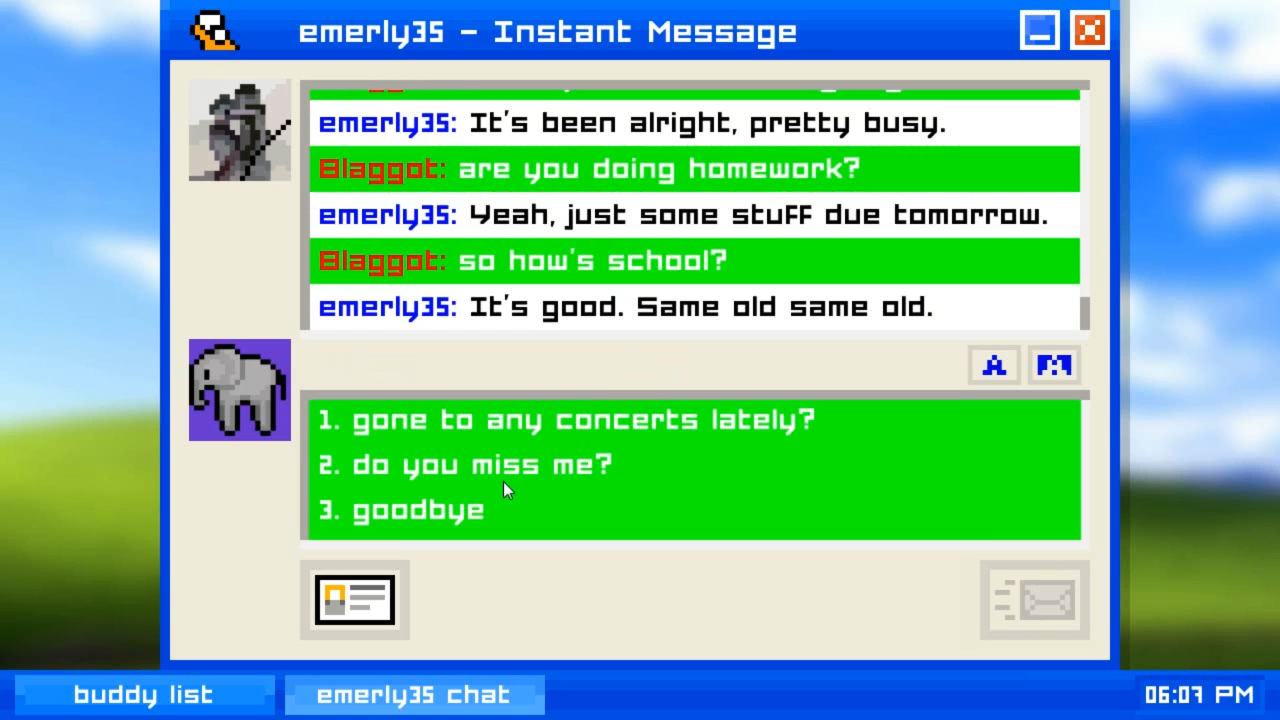 emerly35 - Instant Message
emerly35: It's been alright, pretty busy.
Blaggot: are you doing homework?
emerly35: Yeah, just some stuff due tomorrow.
Blaggot: so how's school?
emerly35: It's good. Same old same old.
A
1. gone to any concerts lately?
2. do you miss me?
3. goodbye
buddy list
emerly35 chat
06:07 PM